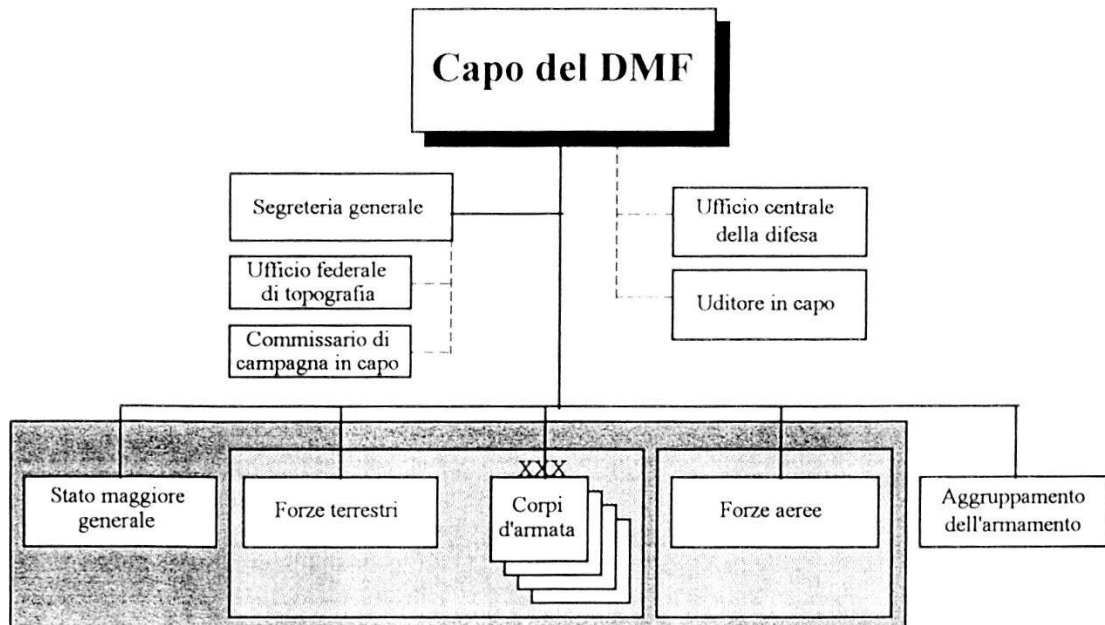 Capo del DMF
Segreteria generale
Ufficio federale
di topografia
Commissario di
campagna in capo
Ufficio centrale
della difesa
Uditore in capo
Stato maggiore
generale
Forze terrestri
XXX
Corpi
d'armata
Forze aeree
Aggruppamento
dell'armamento